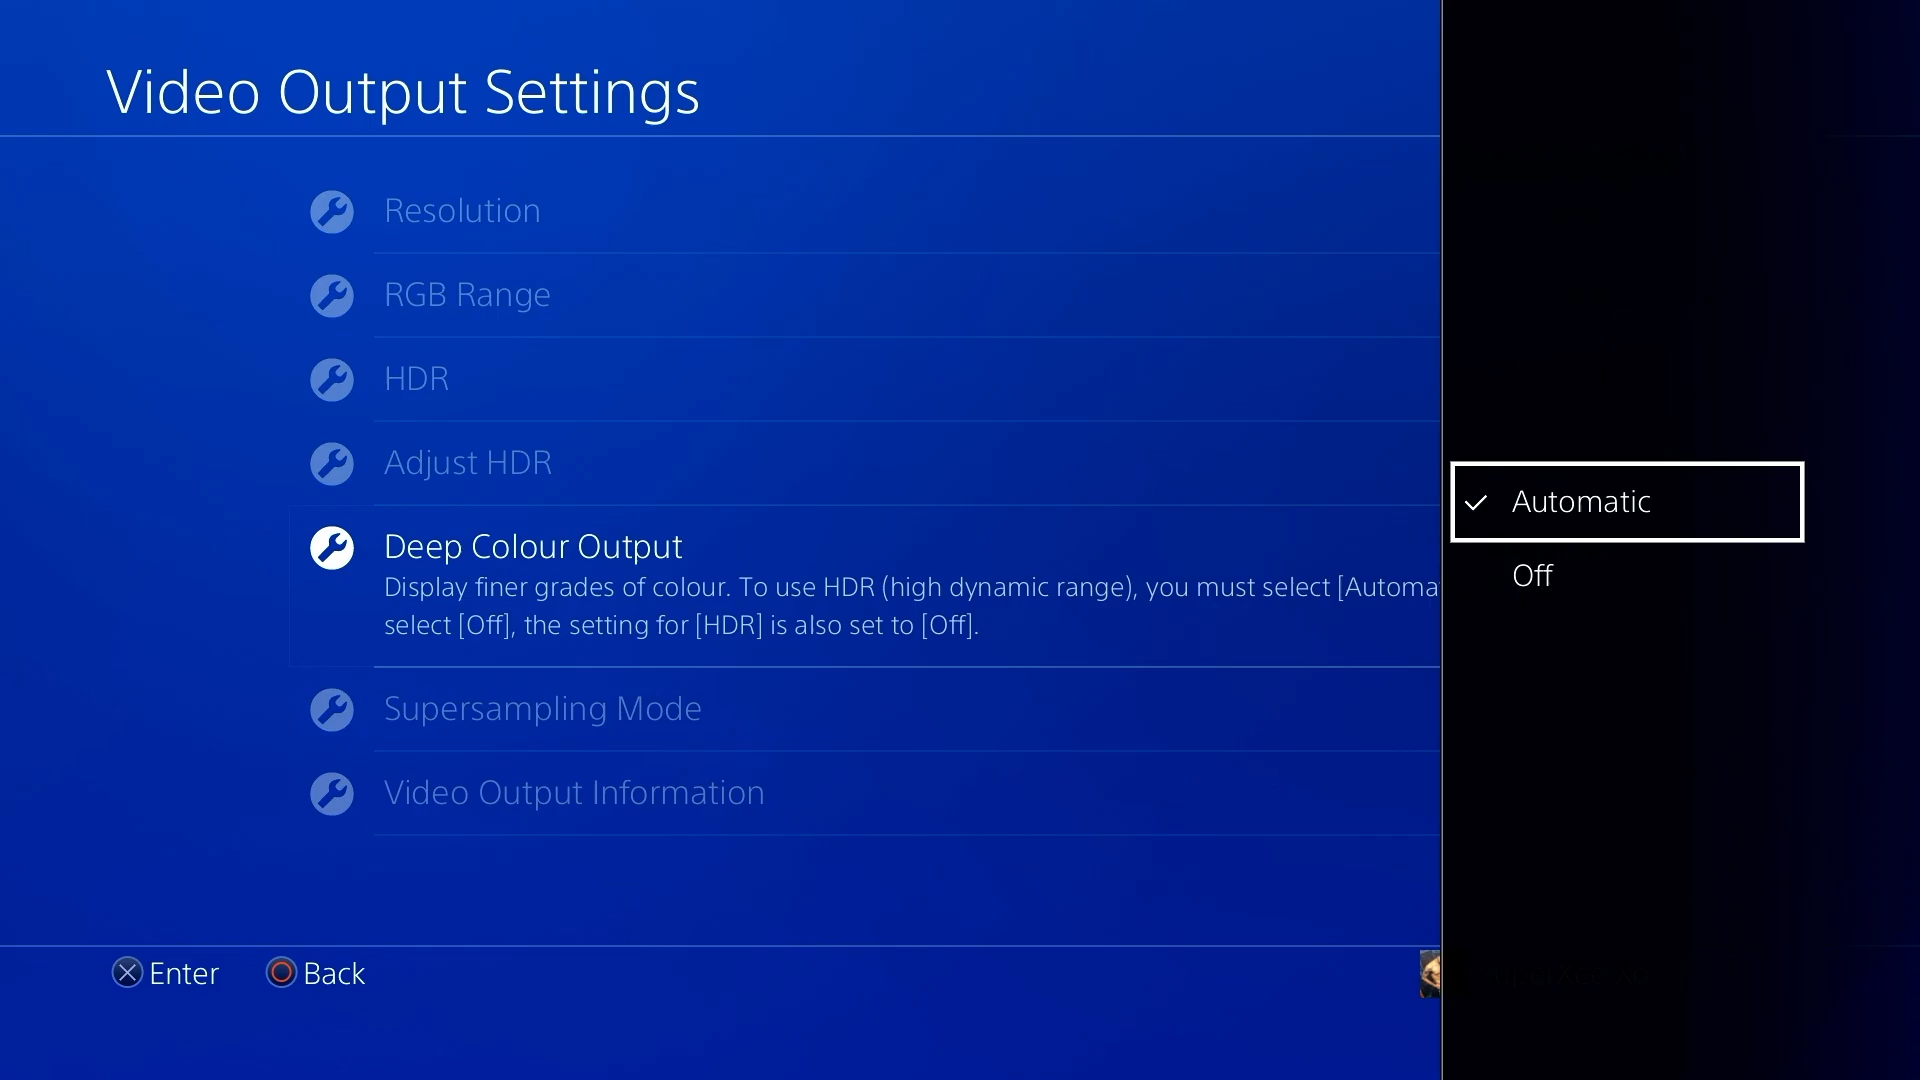 Video Output Settings
Resolution
RGB Range
HDR
Adjust HDR
Deep Colour Output
Display finer grades of colour. To use HDR (high dynamic range), you must select [Automa
select [Off], the setting for [HDR] is also set to [Off].
Supersampling Mode
Video Output Information
Automatic
Off
Enter
Back